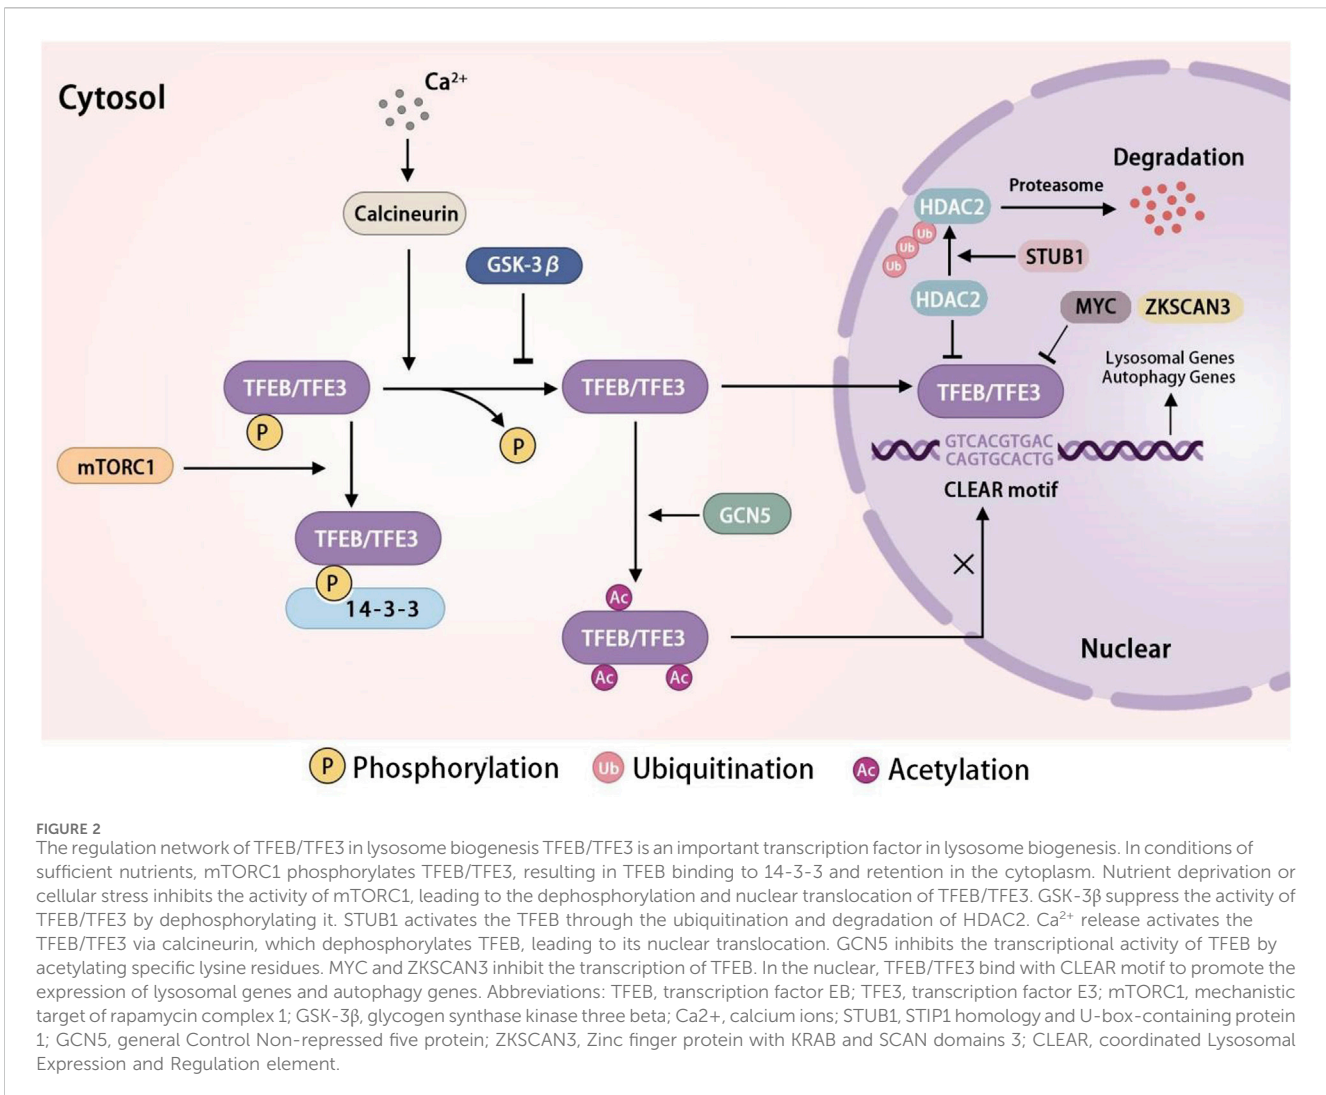 Cytosol
Ca²⁺
Calcineurin
GSK-3β
TFEB/TFE3
P
mTORC1
TFEB/TFE3
P
14-3-3
P
TFEB/TFE3
GCN5
Ac
TFEB/TFE3
Ac
Ac
Degradation
Proteasome
HDAC2
Ub
Ub
Ub
STUB1
HDAC2
MYC
ZKSCAN3
Lysosomal Genes
Autophagy Genes
TFEB/TFE3
GTCACGTGAC
CAGTGCACTG
CLEAR motif
Nuclear
P Phosphorylation
Ub Ubiquitination
Ac Acetylation
FIGURE 2
The regulation network of TFEB/TFE3 in lysosome biogenesis TFEB/TFE3 is an important transcription factor in lysosome biogenesis. In conditions of
sufficient nutrients, mTORC1 phosphorylates TFEB/TFE3, resulting in TFEB binding to 14-3-3 and retention in the cytoplasm. Nutrient deprivation or
cellular stress inhibits the activity of mTORC1, leading to the dephosphorylation and nuclear translocation of TFEB/TFE3. GSK-3β suppress the activity of
TFEB/TFE3 by dephosphorylating it. STUB1 activates the TFEB through the ubiquitination and degradation of HDAC2. Ca²⁺ release activates the
TFEB/TFE3 via calcineurin, which dephosphorylates TFEB, leading to its nuclear translocation. GCN5 inhibits the transcriptional activity of TFEB by
acetylating specific lysine residues. MYC and ZKSCAN3 inhibit the transcription of TFEB. In the nuclear, TFEB/TFE3 bind with CLEAR motif to promote the
expression of lysosomal genes and autophagy genes. Abbreviations: TFEB, transcription factor EB; TFE3, transcription factor E3; mTORC1, mechanistic
target of rapamycin complex 1; GSK-3β, glycogen synthase kinase three beta; Ca2+, calcium ions; STUB1, STIP1 homology and U-box-containing protein
1; GCN5, general Control Non-repressed five protein; ZKSCAN3, Zinc finger protein with KRAB and SCAN domains 3; CLEAR, coordinated Lysosomal
Expression and Regulation element.